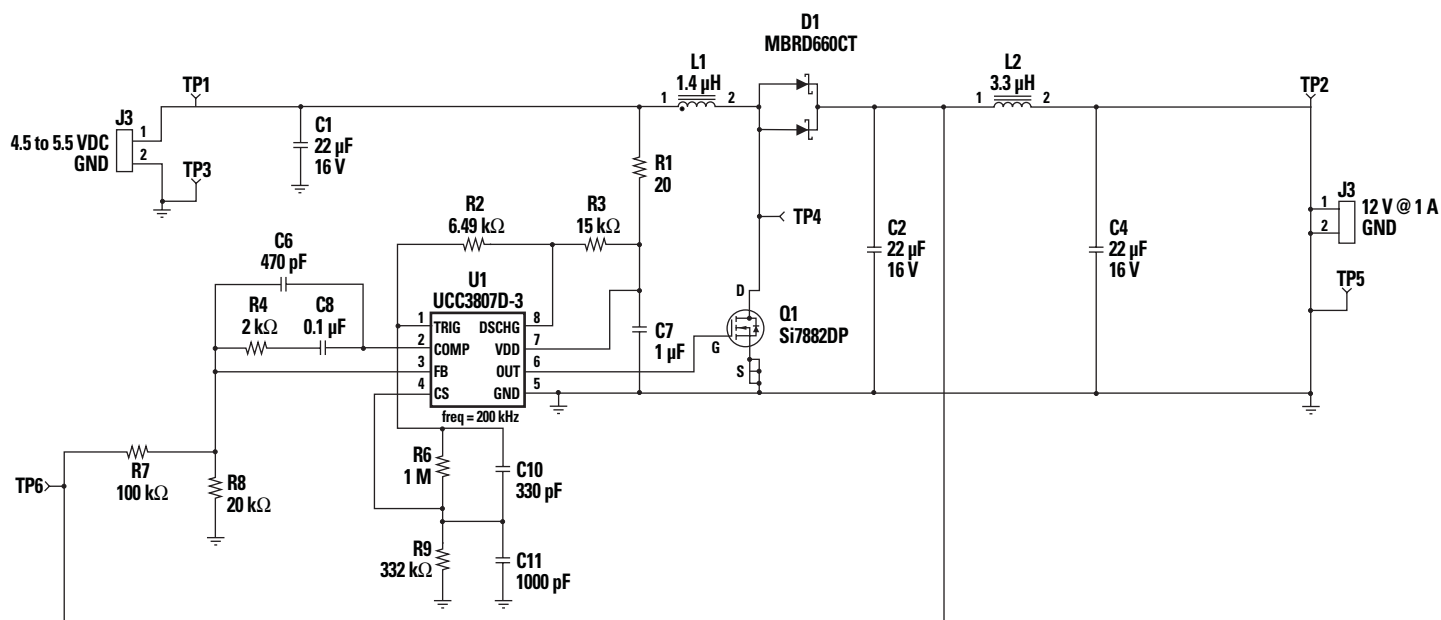 D1
MBRD660CT
L1
1.4 µH
1
2
L2
3.3 µH
1
2
TP1
TP2
J3
4.5 to 5.5 VDC
GND
1
2
TP3
C1
22 µF
16 V
R1
20
TP4
R2
6.49 kΩ
R3
15 kΩ
C2
22 µF
16 V
C4
22 µF
16 V
J3
1
2
12 V @ 1 A
GND
TP5
C6
470 pF
R4
2 kΩ
C8
0.1 µF
U1
UCC3807D-3
1
TRIG
DSCHG
8
2
COMP
VDD
7
3
FB
OUT
6
4
CS
GND
5
freq = 200 kHz
C7
1 µF
D
G
S
Q1
Si7882DP
R6
1 M
C10
330 pF
TP6
R7
100 kΩ
R8
20 kΩ
R9
332 kΩ
C11
1000 pF